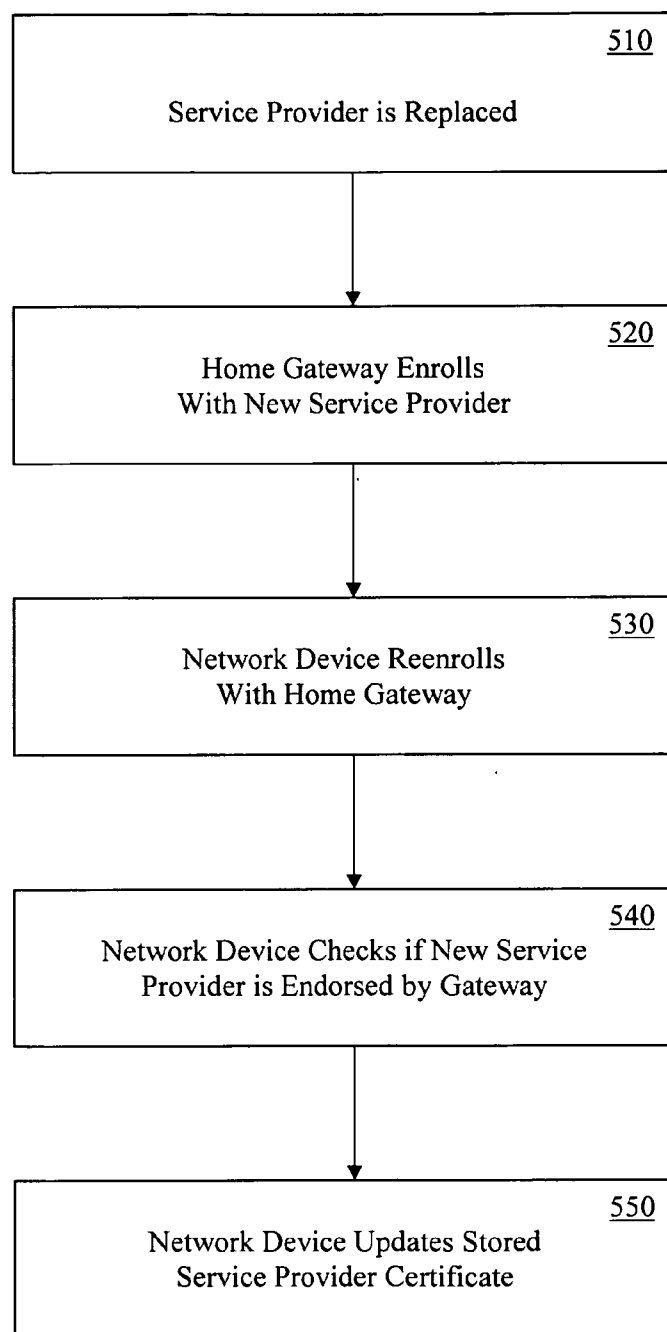 510
Service Provider is Replaced
520
Home Gateway Enrolls
With New Service Provider
530
Network Device Reenrolls
With Home Gateway
540
Network Device Checks if New Service
Provider is Endorsed by Gateway
550
Network Device Updates Stored
Service Provider Certificate